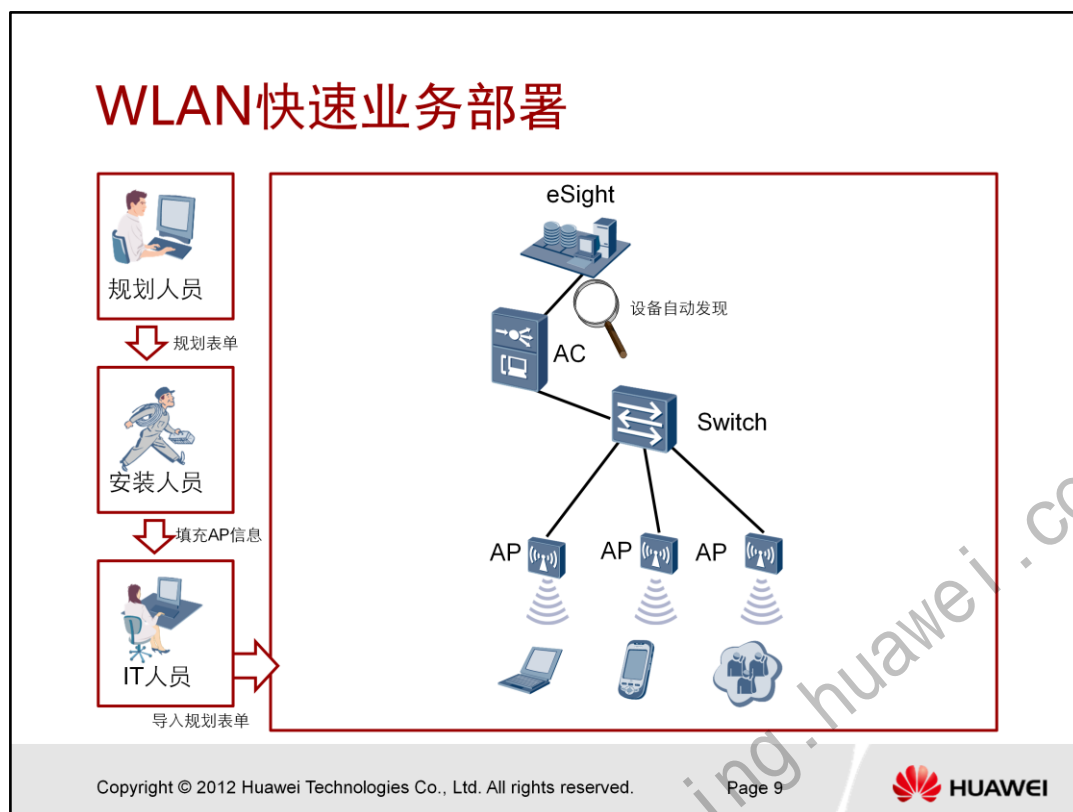 WLAN快速业务部署
规划人员
规划表单
安装人员
填充AP信息
IT人员
导入规划表单
eSight
设备自动发现
AC
Switch
AP
AP
AP
ing.huawei.co
Copyright © 2012 Huawei Technologies Co., Ltd. All rights reserved.
Page 9
HUAWEI